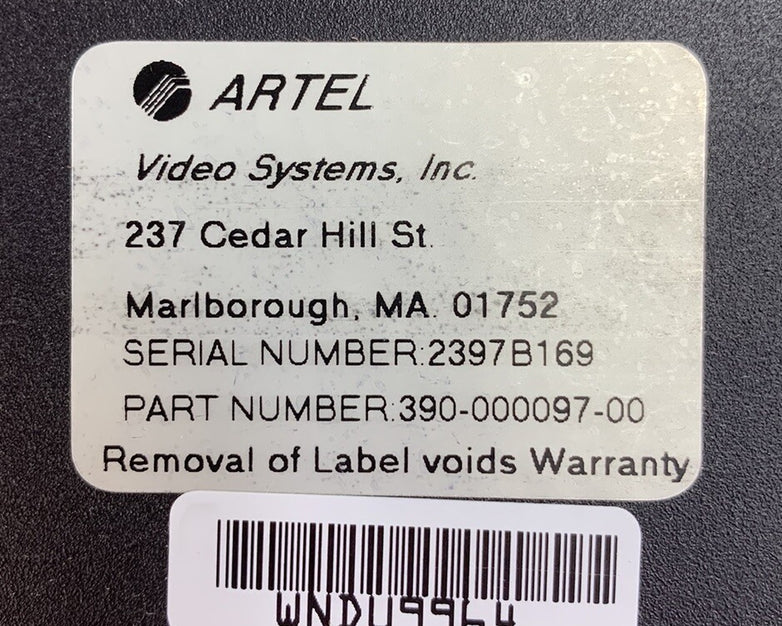 ARTEL
Video Systems, Inc.
237 Cedar Hill St.
Marlborough, MA. 01752
SERIAL NUMBER:2397B169
PART NUMBER:390-000097-00
Removal of Label voids Warranty